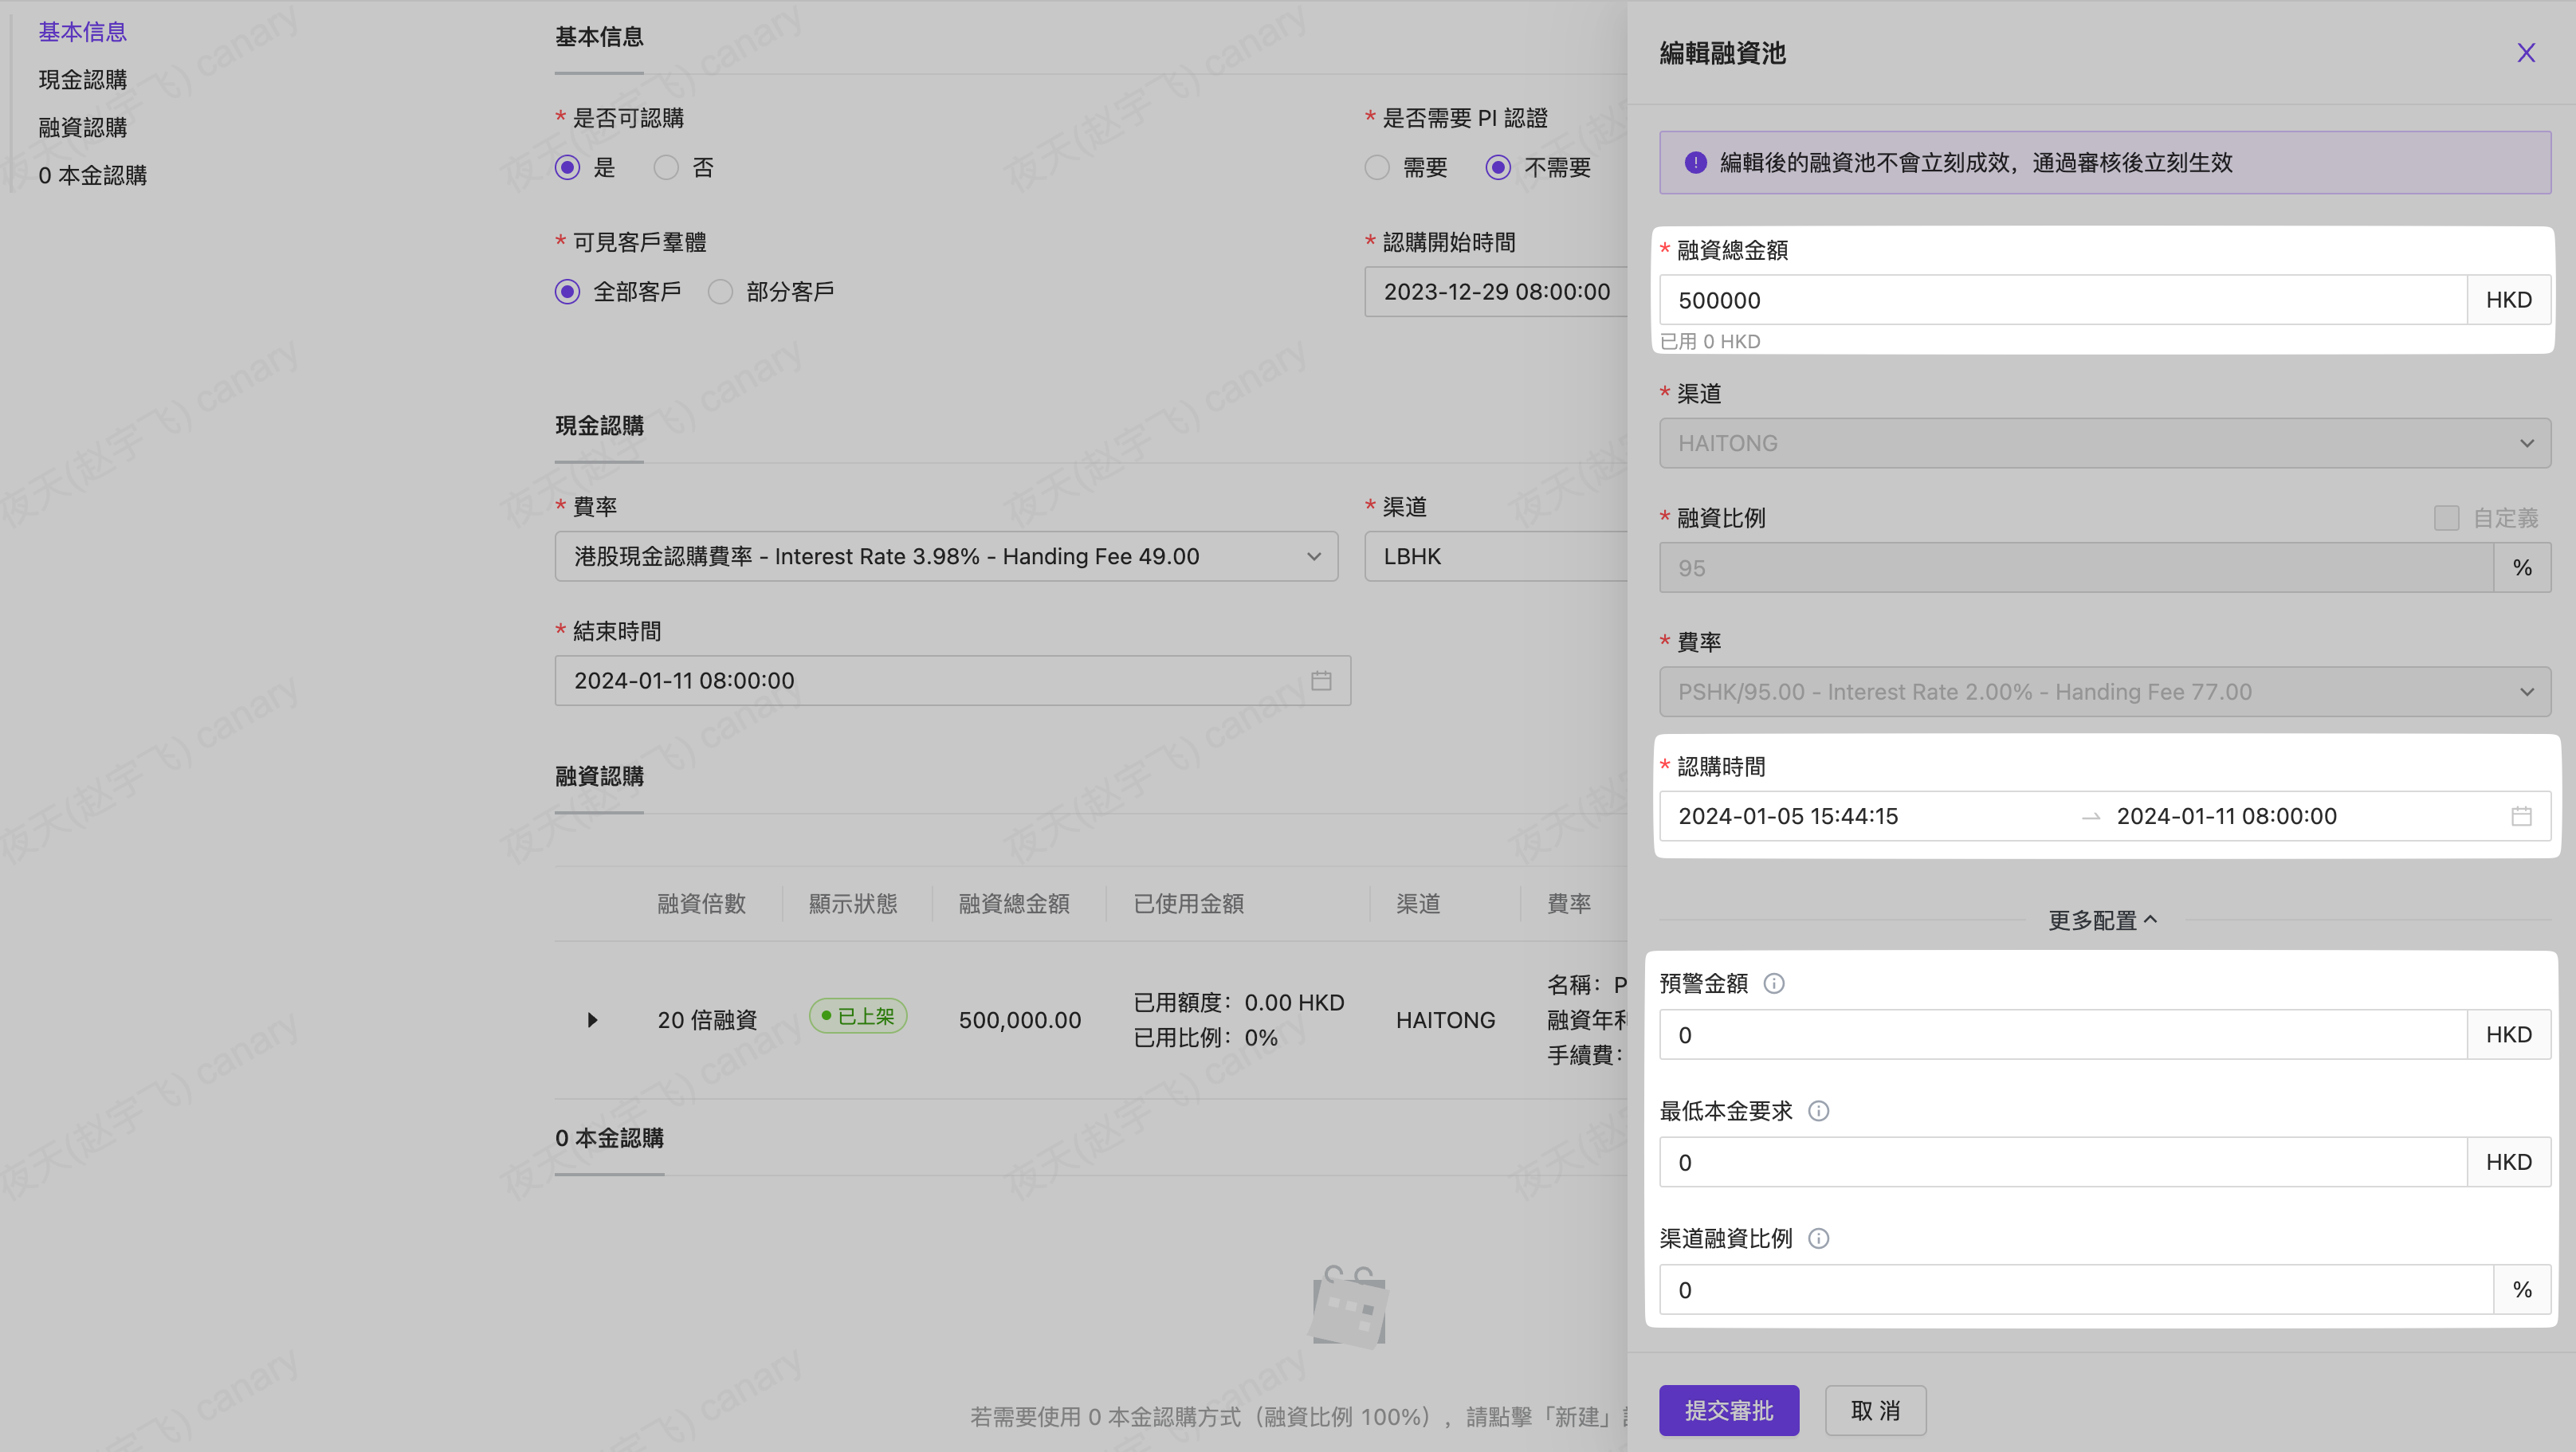 基本信息
現金認購
融資認購
0 本金認購
基本信息
* 是否可認購
是
否
* 是否需要 PI 認證
需要
不需要
* 可見客戶羣體
全部客戶
部分客戶
* 認購開始時間
2023-12-29 08:00:00
現金認購
* 費率
港股現金認購費率 - Interest Rate 3.98% - Handing Fee 49.00
* 渠道
LBHK
* 結束時間
2024-01-11 08:00:00
融資認購
融資倍數 顯示狀態 融資總金額 已使用金額 渠道 費率
20 倍融資 已上架 500,000.00
已用額度：0.00 HKD
已用比例：0%
HAITONG
名稱：P
融資年利
手續費：
0 本金認購
若需要使用 0 本金認購方式（融資比例 100%），請點擊「新建」
編輯融資池
編輯後的融資池不會立刻成效，通過審核後立刻生效
* 融資總金額
500000 HKD
已用 0 HKD
* 渠道
HAITONG
* 融資比例
自定義
95 %
* 費率
PSHK/95.00 - Interest Rate 2.00% - Handing Fee 77.00
* 認購時間
2024-01-05 15:44:15 → 2024-01-11 08:00:00
更多配置
預警金額
0 HKD
最低本金要求
0 HKD
渠道融資比例
0 %
提交審批
取 消
夜天(赵宇飞) canary